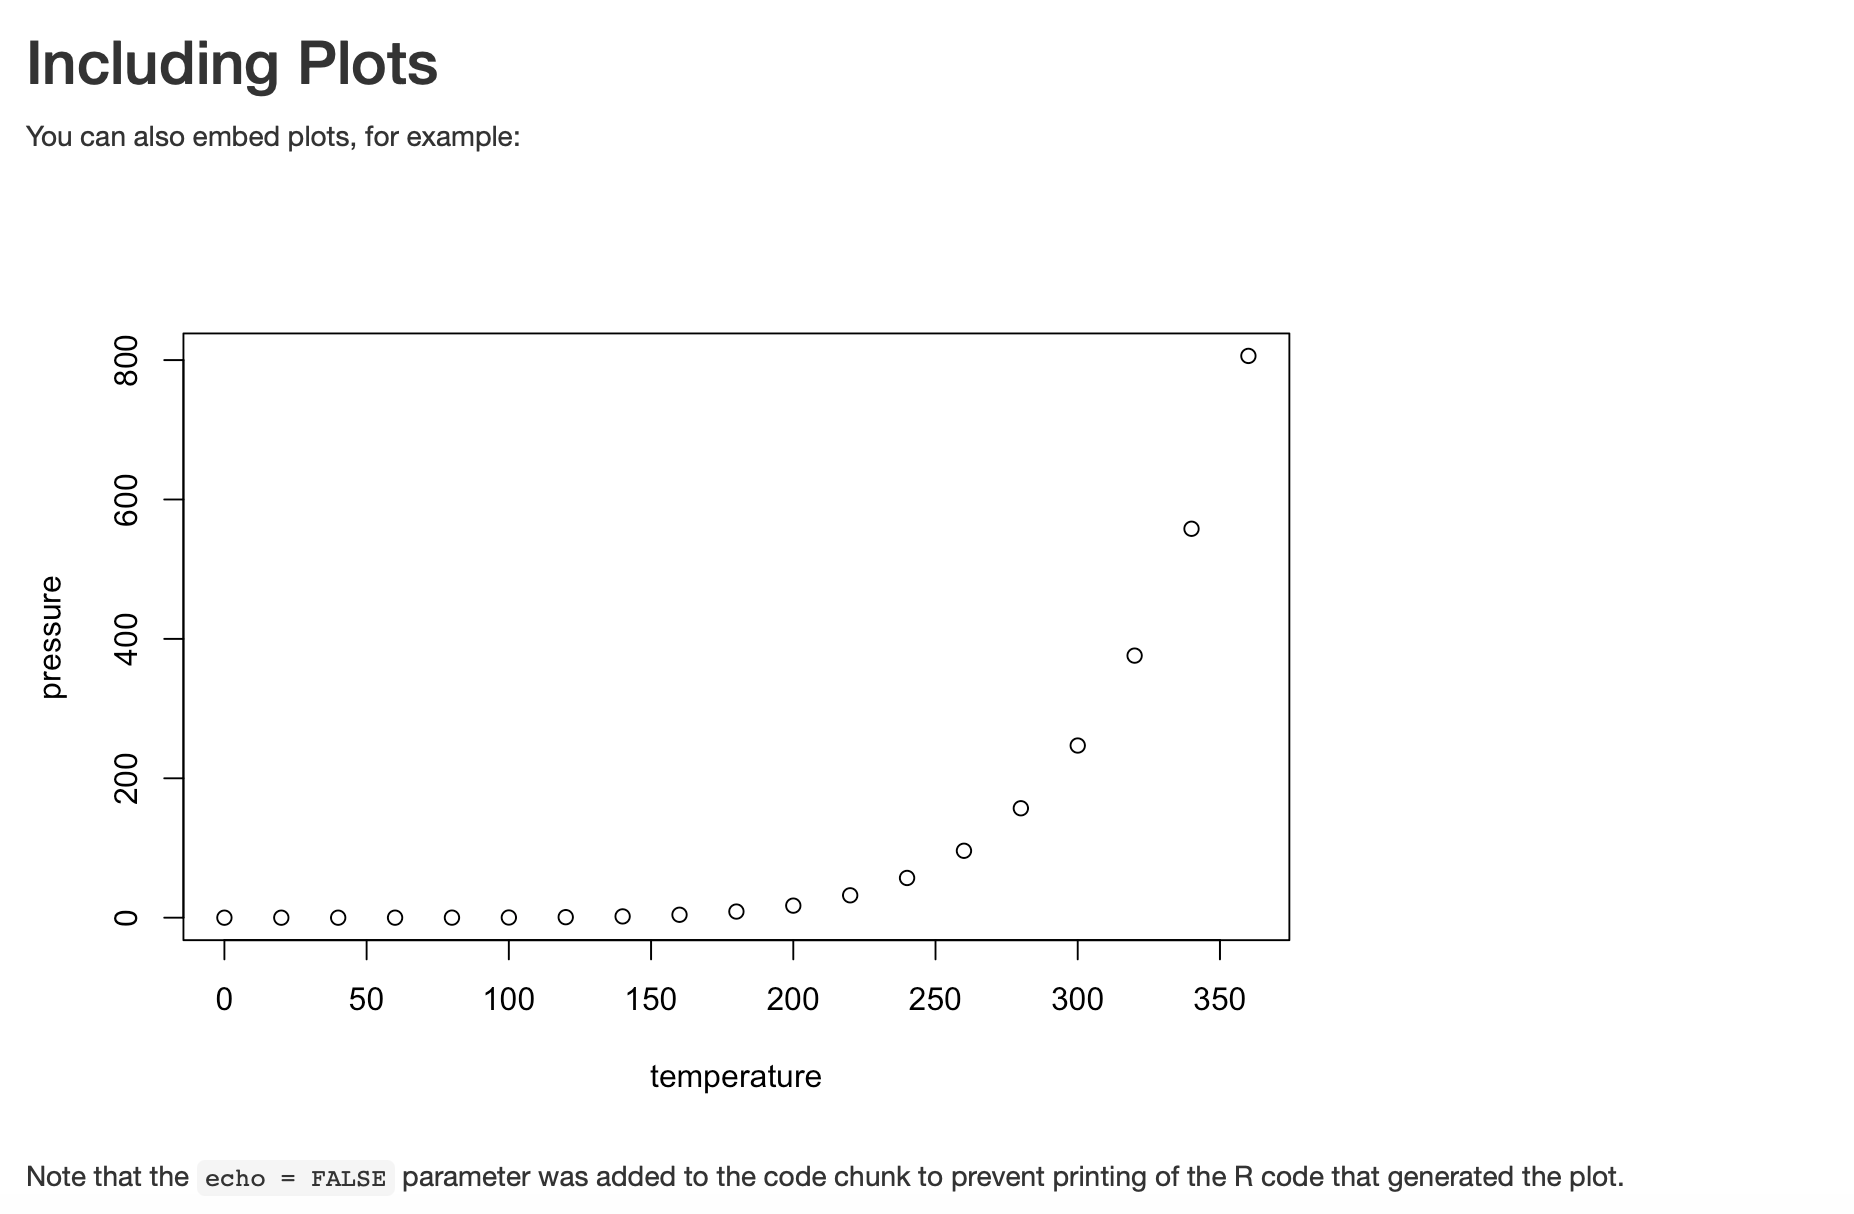 Including Plots
You can also embed plots, for example:
800
600
400
200
0
pressure
0 50 100 150 200 250 300 350
temperature
Note that the echo = FALSE parameter was added to the code chunk to prevent printing of the R code that generated the plot.